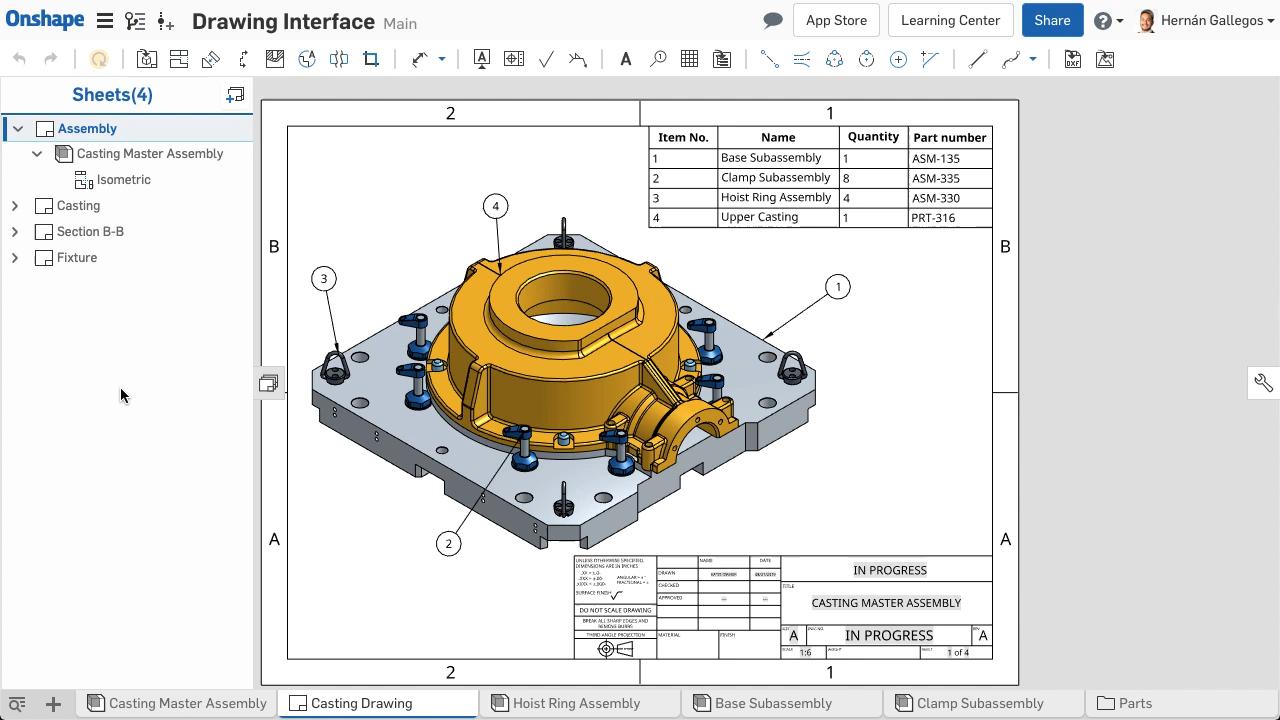 Onshape Drawing Interface Main App Store Learning Center Share Hernán Gallegos
Sheets(4)
Assembly
Casting Master Assembly
Isometric
Casting
Section B-B
Fixture
2 1
Item No. Name Quantity Part number
1 Base Subassembly 1 ASM-135
2 Clamp Subassembly 8 ASM-335
3 Hoist Ring Assembly 4 ASM-330
4 Upper Casting 1 PRT-316
4
B B
3
1
2
A A
UNLESS OTHERWISE SPECIFIED,
DIMENSIONS ARE IN INCHES
SURFACE FINISH
DO NOT SCALE DRAWING
BREAK ALL SHARP EDGES AND
REMOVE BURRS
THIRD ANGLE PROJECTION
NAME DATE
DRAWN
CHECKED
APPROVED
MATERIAL FINISH
IN PROGRESS
TITLE
CASTING MASTER ASSEMBLY
A IN PROGRESS A
SCALE 1:6 WEIGHT SHEET 1 of 4
2 1
Casting Master Assembly Casting Drawing Hoist Ring Assembly Base Subassembly Clamp Subassembly Parts